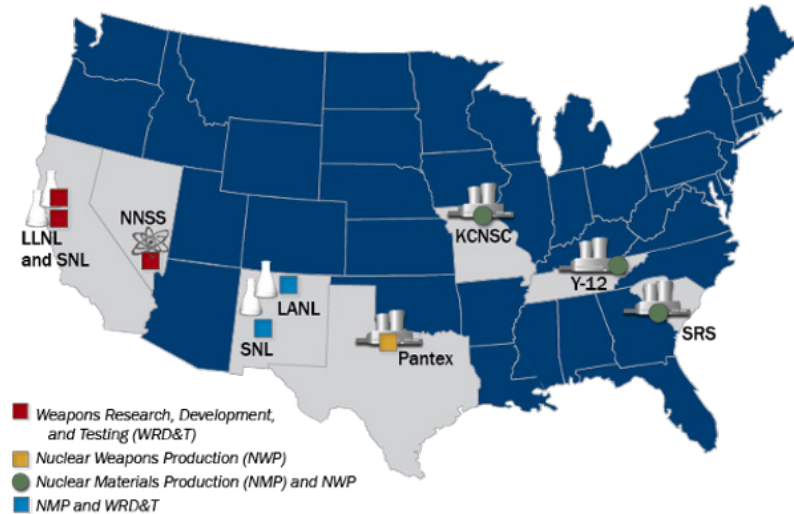 NNSS
LLNL
and SNL
KCNSC
Y-12
LANL
SNL
Pantex
SRS
Weapons Research, Development,
and Testing (WRD&T)
Nuclear Weapons Production (NWP)
Nuclear Materials Production (NMP) and NWP
NMP and WRD&T